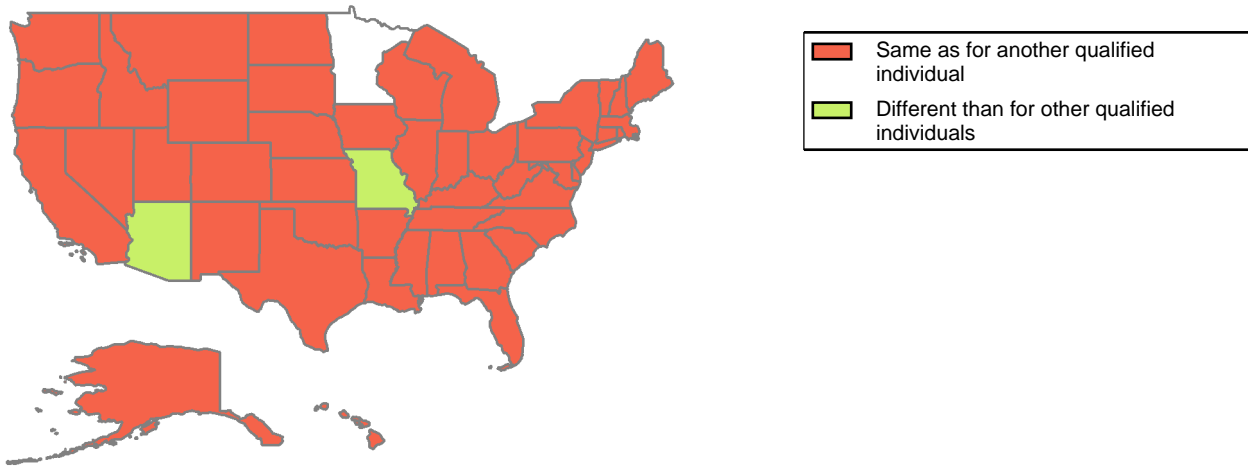 Same as for another qualified
individual
Different than for other qualified
individuals